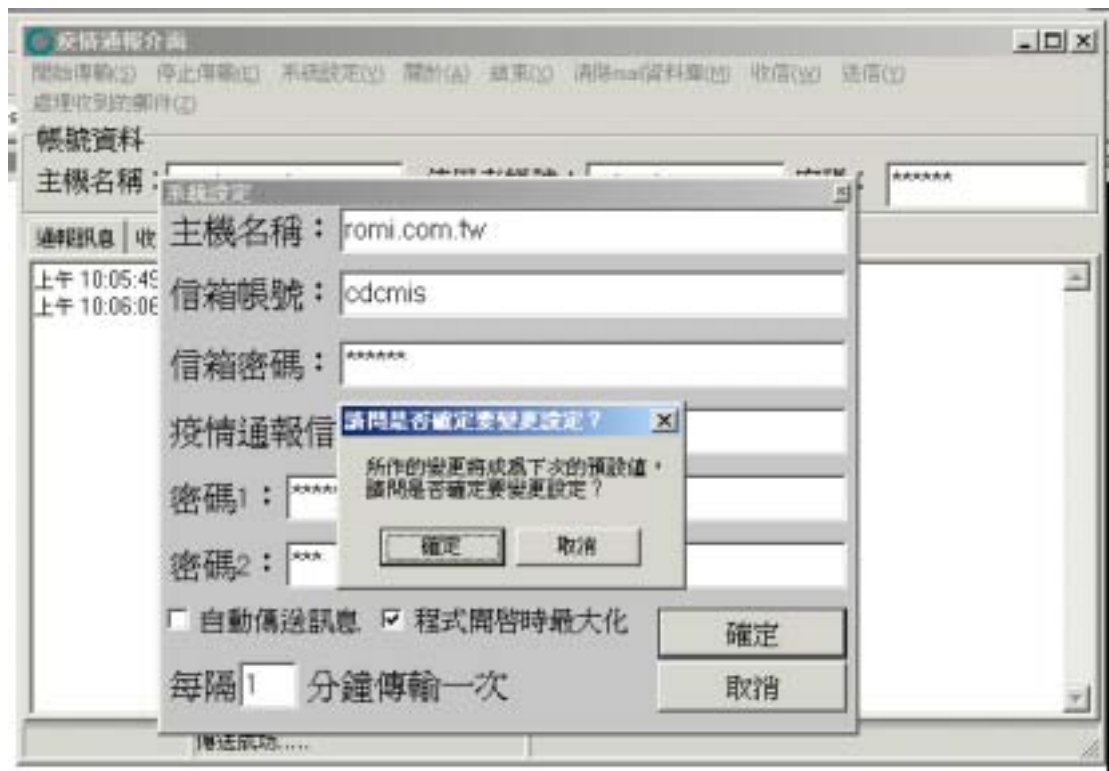 疫情通報介面
開始傳輸(S) 停止傳輸(E) 系統設定(Y) 關於(A) 結束(X) 清除mail資料庫(M) 收信(W) 送信(Y)
處理收到的郵件(Z)
帳號資料
主機名稱：
******
系統設定
通報訊息 收
主機名稱： romi.com.tw
上午 10:05:49
上午 10:06:06
信箱帳號： cdcmis
信箱密碼： ******
疫情通報信
請問是否確定要變更設定？
所作的變更將成為下次的預設值，
請問是否確定要變更設定？
密碼1： *****
確定 取消
密碼2： ***
自動傳送訊息 程式開啓時最大化
確定
每隔 1 分鐘傳輸一次
取消
傳送成功.....